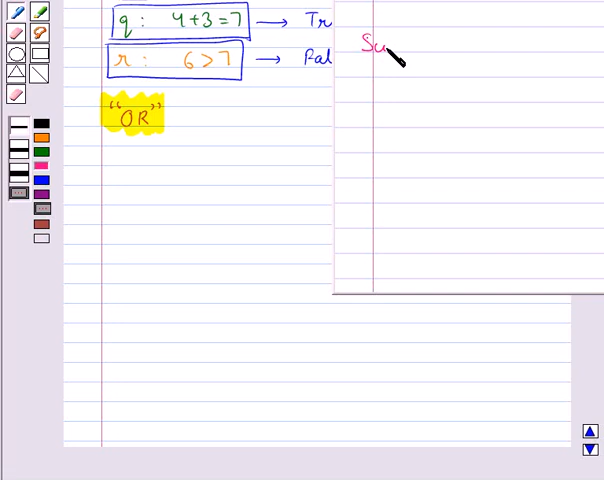 q : 4+3=7 → Tr
r : 6 > 7 → Fal
"OR"
Su